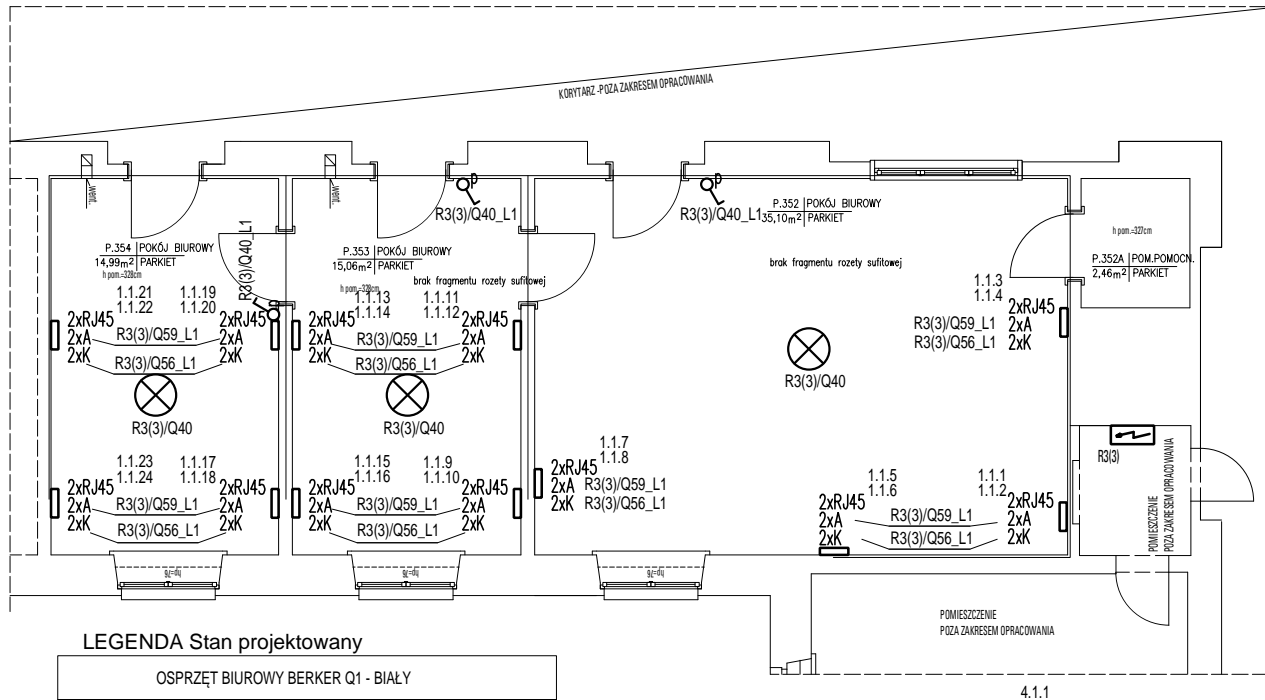 KORYTARZ -POZA ZAKRESEM OPRACOWANIA
went.
went.
R3(3)/Q40_L1
R3(3)/Q40_L1
R3(3)/Q40_L1
P.354 POKÓJ BIUROWY
14,99m² PARKIET
h pom.=328cm
P.353 POKÓJ BIUROWY
15,06m² PARKIET
h pom.=328cm
brak fragmentu rozety sufitowej
P.352 POKÓJ BIUROWY
35,10m² PARKIET
brak fragmentu rozety sufitowej
h pom.=327cm
P.352A POM.POMOCN.
2,46m² PARKIET
1.1.21 1.1.19
1.1.22 1.1.20
2xRJ45 2xRJ45
2xA R3(3)/Q59_L1 2xA
2xK R3(3)/Q56_L1 2xK
R3(3)/Q40
1.1.13 1.1.11
1.1.14 1.1.12
2xRJ45 2xRJ45
2xA R3(3)/Q59_L1 2xA
2xK R3(3)/Q56_L1 2xK
R3(3)/Q40
1.1.3
1.1.4
2xRJ45
R3(3)/Q59_L1 2xA
R3(3)/Q56_L1 2xK
R3(3)/Q40
1.1.23 1.1.17
1.1.24 1.1.18
2xRJ45 2xRJ45
2xA R3(3)/Q59_L1 2xA
2xK R3(3)/Q56_L1 2xK
1.1.15 1.1.9
1.1.16 1.1.10
2xRJ45 2xRJ45
2xA R3(3)/Q59_L1 2xA
2xK R3(3)/Q56_L1 2xK
1.1.7
1.1.8
2xRJ45
2xA R3(3)/Q59_L1
2xK R3(3)/Q56_L1
1.1.5 1.1.1
1.1.6 1.1.2
2xRJ45 2xRJ45
2xA R3(3)/Q59_L1 2xA
2xK R3(3)/Q56_L1 2xK
R3(3)
POMIESZCZENIE
POZA ZAKRESEM OPRACOWANIA
hp=76
hp=76
hp=76
POMIESZCZENIE
POZA ZAKRESEM OPRACOWANIA
LEGENDA Stan projektowany
OSPRZĘT BIUROWY BERKER Q1 - BIAŁY
4.1.1